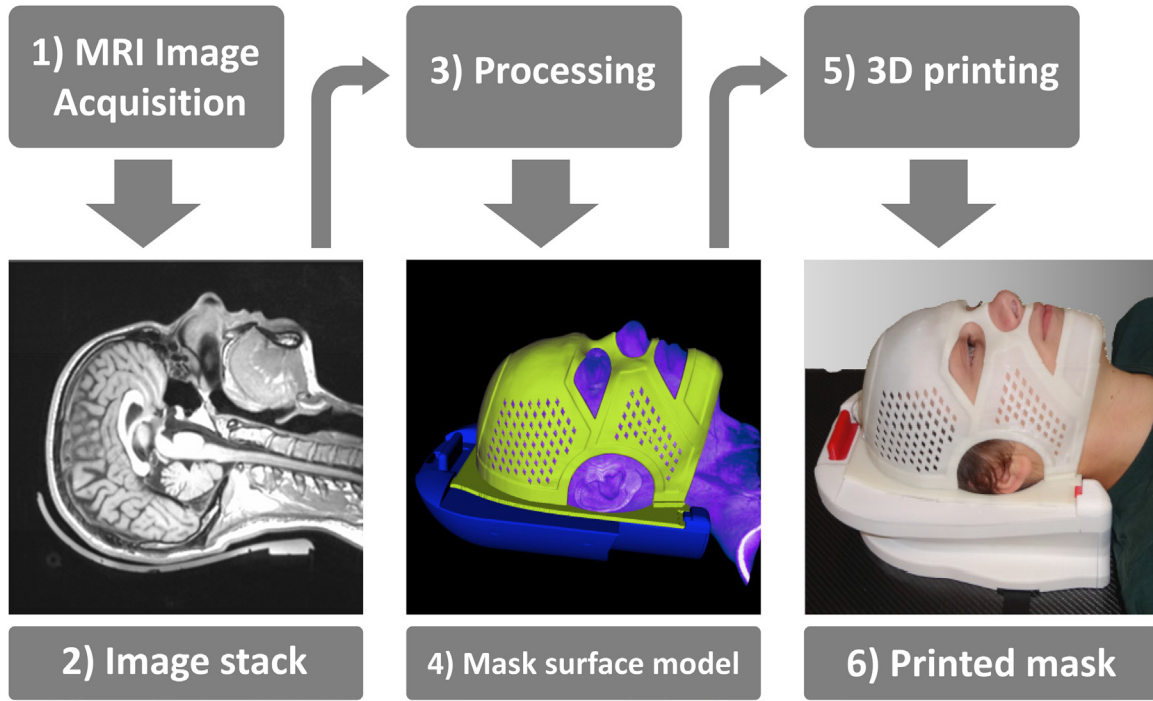 1) MRI Image
Acquisition
2) Image stack
3) Processing
4) Mask surface model
5) 3D printing
6) Printed mask